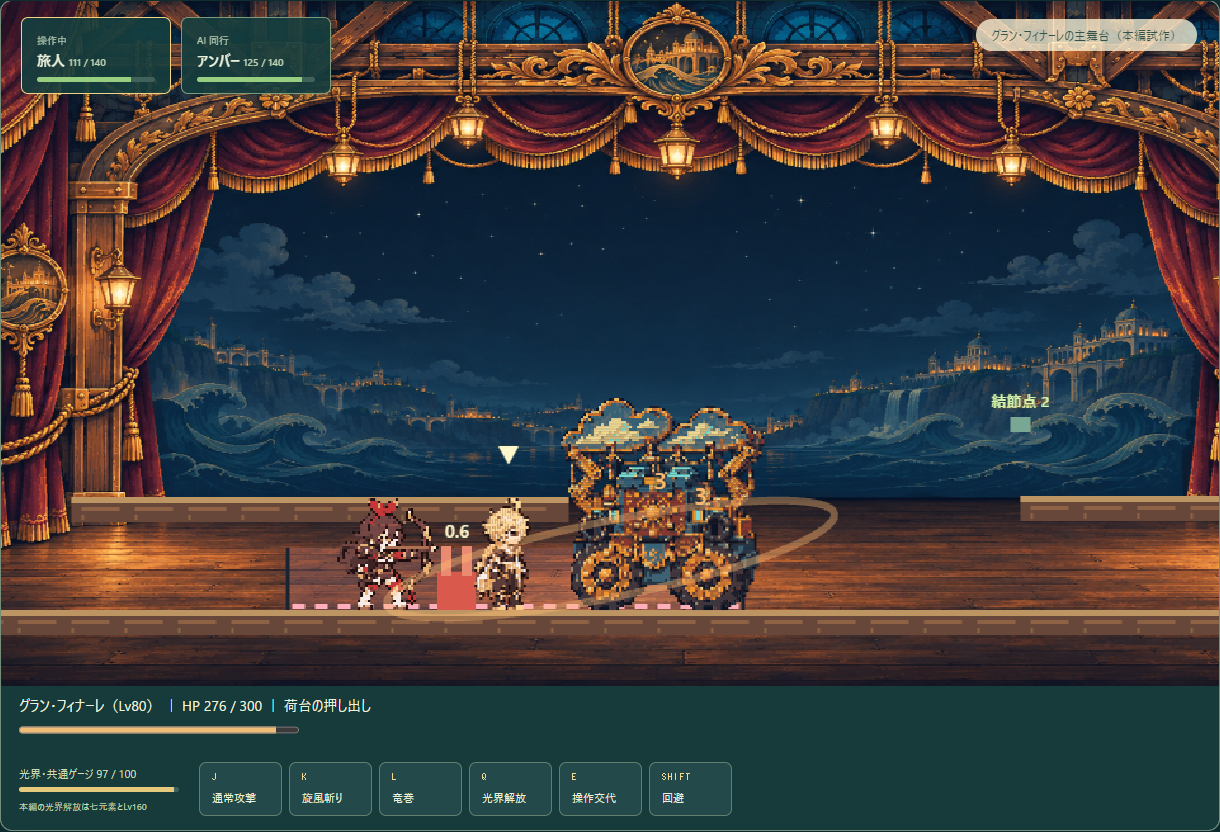 操作中
旅人 111 / 140
AI 同行
アンバー 125 / 140
グラン・フィナーレの主舞台（本編試作）
結節点 2
3
3
0.6
グラン・フィナーレ（Lv80） | HP 276 / 300 | 荷台の押し出し
光界・共通ゲージ 97 / 100
本編の光界解放は七元素とLv160
J
通常攻撃
K
旋風斬り
L
竜巻
Q
光界解放
E
操作交代
SHIFT
回避